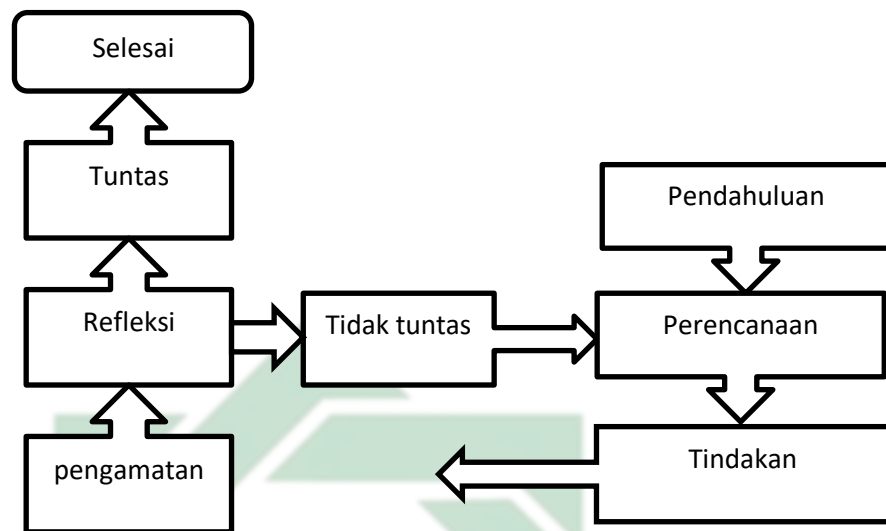 Selesai
Tuntas
Pendahuluan
Refleksi
Tidak tuntas
Perencanaan
pengamatan
Tindakan